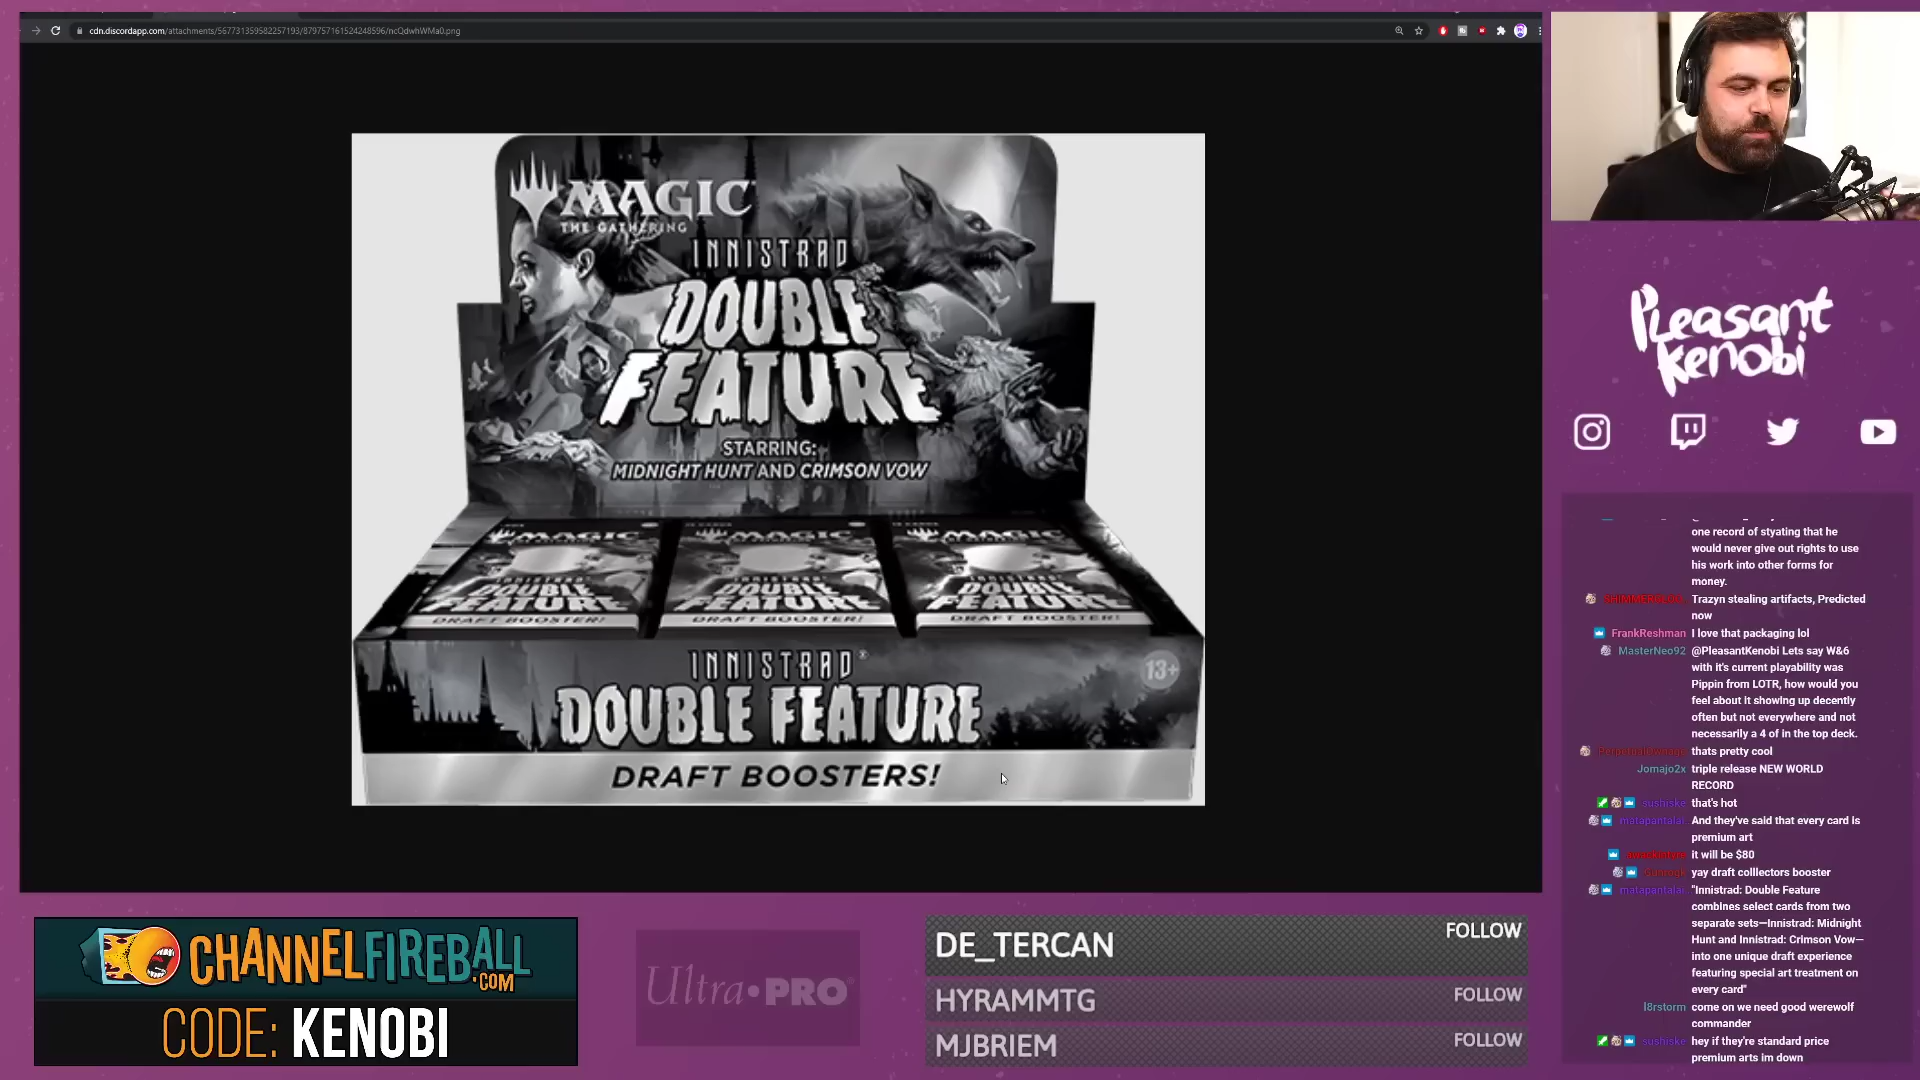 cdn.discordapp.com/attachments/567731359582257193/879757161524248596/ncQdwhWMa0.png
MAGIC
THE GATHERING
INNISTRAD
DOUBLE
FEATURE
STARRING:
MIDNIGHT HUNT AND CRIMSON VOW
MAGIC MAGIC MAGIC
INNISTRAD INNISTRAD INNISTRAD
DOUBLE DOUBLE DOUBLE
FEATURE FEATURE FEATURE
DRAFT BOOSTER! DRAFT BOOSTER! DRAFT BOOSTER!
INNISTRAD®
13+
DOUBLE FEATURE
DRAFT BOOSTERS!
Pleasant
Kenobi
one record of styating that he
would never give out rights to use
his work into other forms for
money.
Trazyn stealing artifacts, Predicted
now
FrankReshman I love that packaging lol
MasterNeo92 @PleasantKenobi Lets say W&6
with it's current playability was
Pippin from LOTR, how would you
feel about it showing up decently
often but not everywhere and not
necessarily a 4 of in the top deck.
thats pretty cool
Jomajo2x triple release NEW WORLD
RECORD
sushiske that's hot
matapantalai And they've said that every card is
premium art
it will be $80
yay draft colllectors booster
matapantalai "Innistrad: Double Feature
combines select cards from two
separate sets—Innistrad: Midnight
Hunt and Innistrad: Crimson Vow—
into one unique draft experience
featuring special art treatment on
every card"
l8rstorm come on we need good werewolf
commander
sushiske hey if they're standard price
premium arts im down
CHANNELFIREBALL
.COM
CODE: KENOBI
Ultra•PRO
DE_TERCAN FOLLOW
HYRAMMTG FOLLOW
MJBRIEM FOLLOW